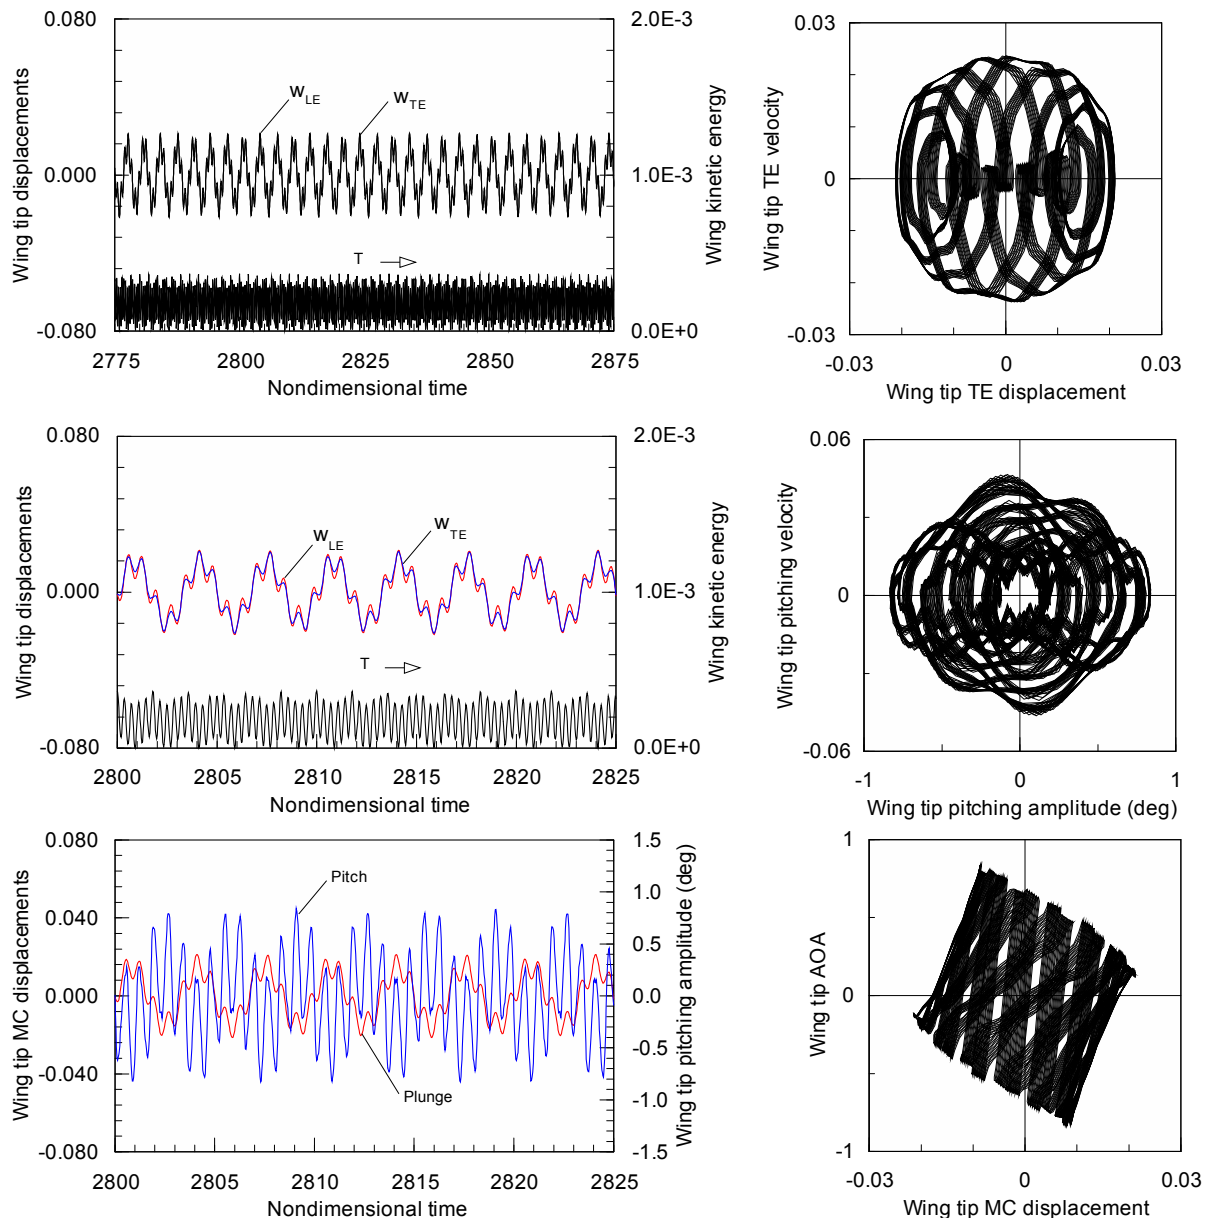 0.080
0.000
-0.080
Wing tip displacements
wLE
wTE
T
2.0E-3
1.0E-3
0.0E+0
Wing kinetic energy
2775 2800 2825 2850 2875
Nondimensional time
0.03
0
-0.03
Wing tip TE velocity
-0.03 0 0.03
Wing tip TE displacement
0.080
0.000
-0.080
Wing tip displacements
wLE
wTE
T
2.0E-3
1.0E-3
0.0E+0
Wing kinetic energy
2800 2805 2810 2815 2820 2825
Nondimensional time
0.06
0
-0.06
Wing tip pitching velocity
-1 0 1
Wing tip pitching amplitude (deg)
0.080
0.040
0.000
-0.040
-0.080
Wing tip MC displacements
Pitch
Plunge
1.5
1.0
0.5
0.0
-0.5
-1.0
-1.5
Wing tip pitching amplitude (deg)
2800 2805 2810 2815 2820 2825
Nondimensional time
1
0
-1
Wing tip AOA
-0.03 0 0.03
Wing tip MC displacement